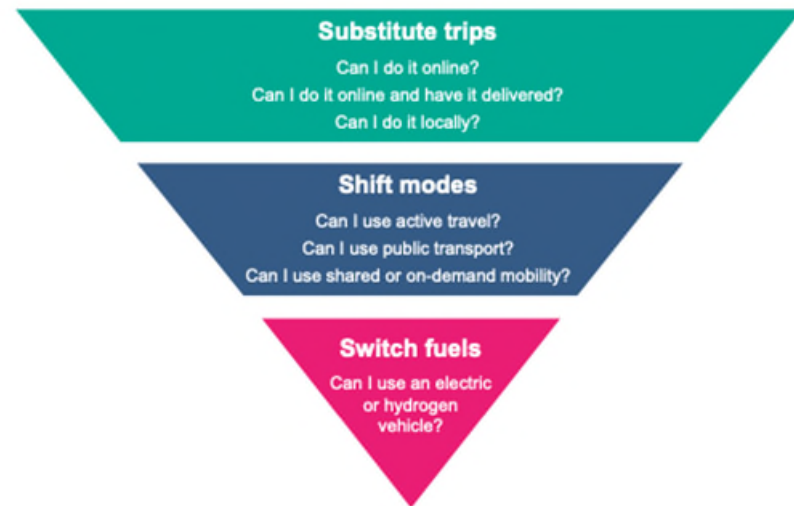 Substitute trips
Can I do it online?
Can I do it online and have it delivered?
Can I do it locally?
Shift modes
Can I use active travel?
Can I use public transport?
Can I use shared or on-demand mobility?
Switch fuels
Can I use an electric
or hydrogen
vehicle?